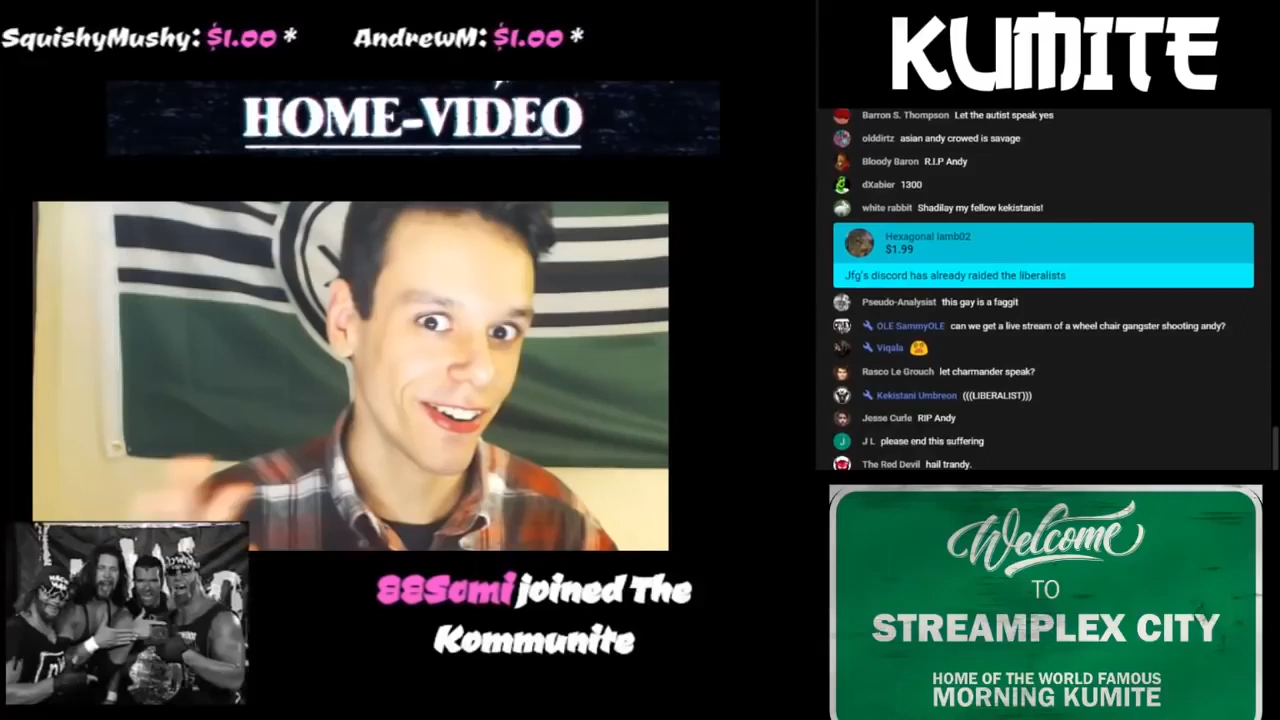 SquishyMushy: $1.00 * AndrewM: $1.00 *
HOME-VIDEO
88Sami joined The
Kommunite
KUMITE
Barron S. Thompson Let the autist speak yes
olddirtz asian andy crowed is savage
Bloody Baron R.I.P Andy
dXabier 1300
white rabbit Shadilay my fellow kekistanis!
Hexagonal lamb02
$1.99
Jfg's discord has already raided the liberalists
Pseudo-Analysist this gay is a faggit
OLE SammyOLE can we get a live stream of a wheel chair gangster shooting andy?
Viqala
Rasco Le Grouch let charmander speak?
Kekistani Umbreon (((LIBERALIST)))
Jesse Curle RIP Andy
J L please end this suffering
The Red Devil hail trandy.
Welcome
TO
STREAMPLEX CITY
HOME OF THE WORLD FAMOUS
MORNING KUMITE